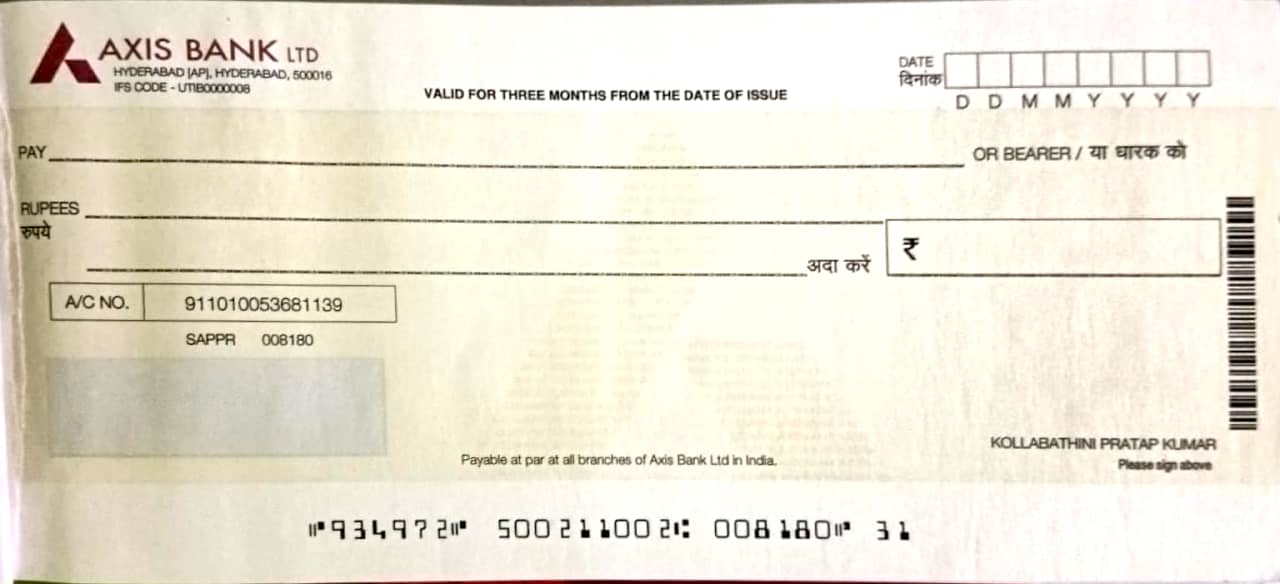 AXIS BANK LTD
HYDERABAD [AP], HYDERABAD, 500016
IFS CODE - UTIB0000008
VALID FOR THREE MONTHS FROM THE DATE OF ISSUE
DATE
दिनांक
D D M M Y Y Y Y
PAY OR BEARER / या धारक को
RUPEES
रुपये
अदा करें ₹
A/C NO. 911010053681139
SAPPR 008180
KOLLABATHINI PRATAP KUMAR
Please sign above
Payable at par at all branches of Axis Bank Ltd in India.
⑈934972⑈ 500211002⑆ 008180⑈ 31